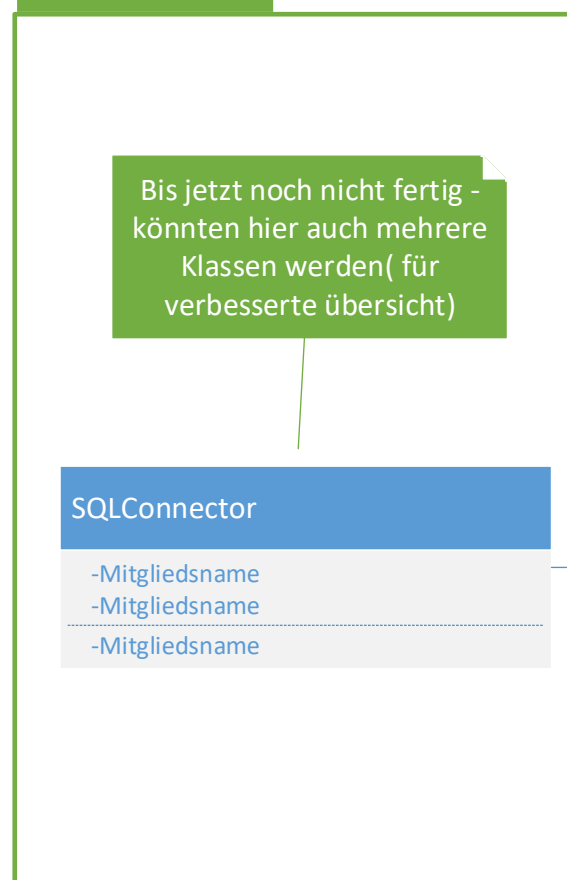 Bis jetzt noch nicht fertig -
könnten hier auch mehrere
Klassen werden( für
verbesserte übersicht)
SQLConnector
-Mitgliedsname
-Mitgliedsname
-Mitgliedsname